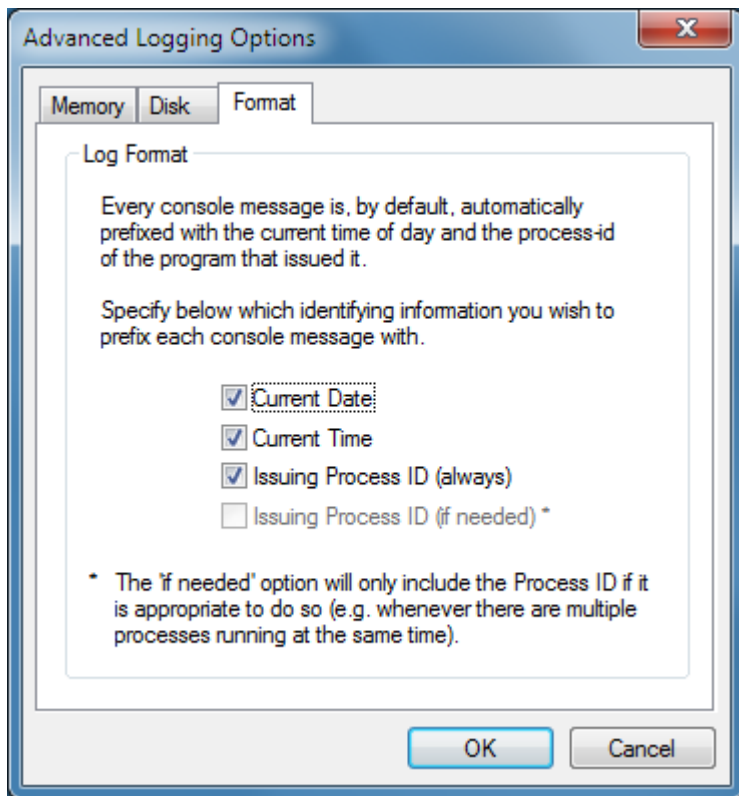 Advanced Logging Options
Memory Disk Format
Log Format
Every console message is, by default, automatically
prefixed with the current time of day and the process-id
of the program that issued it.
Specify below which identifying information you wish to
prefix each console message with.
Current Date
Current Time
Issuing Process ID (always)
Issuing Process ID (if needed) *
* The 'if needed' option will only include the Process ID if it
is appropriate to do so (e.g. whenever there are multiple
processes running at the same time).
OK Cancel